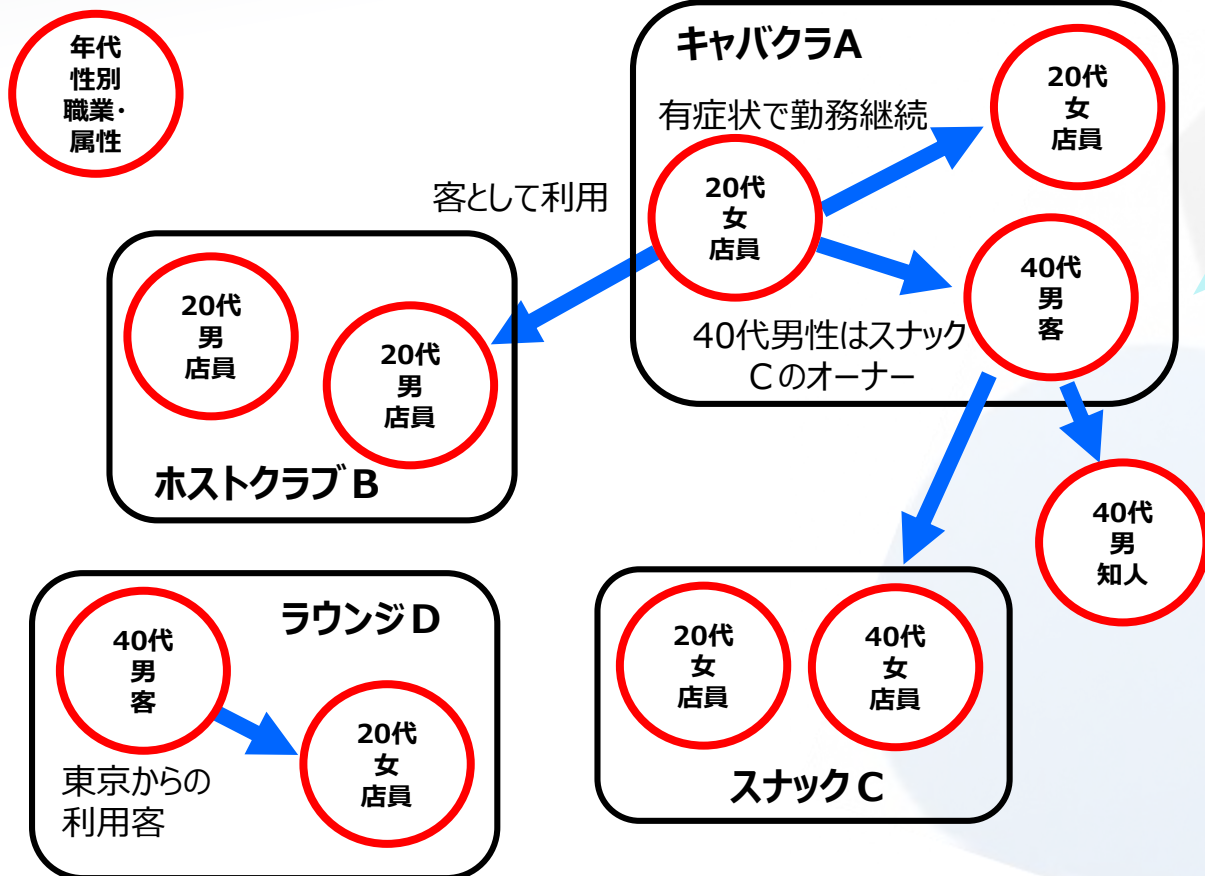 年代
性別
職業・
属性
キャバクラA
有症状で勤務継続
20代
女
店員
20代
女
店員
40代
男
客
40代男性はスナック
Cのオーナー
客として利用
20代
男
店員
20代
男
店員
ホストクラブB
40代
男
知人
ラウンジD
40代
男
客
20代
女
店員
東京からの
利用客
20代
女
店員
40代
女
店員
スナックC